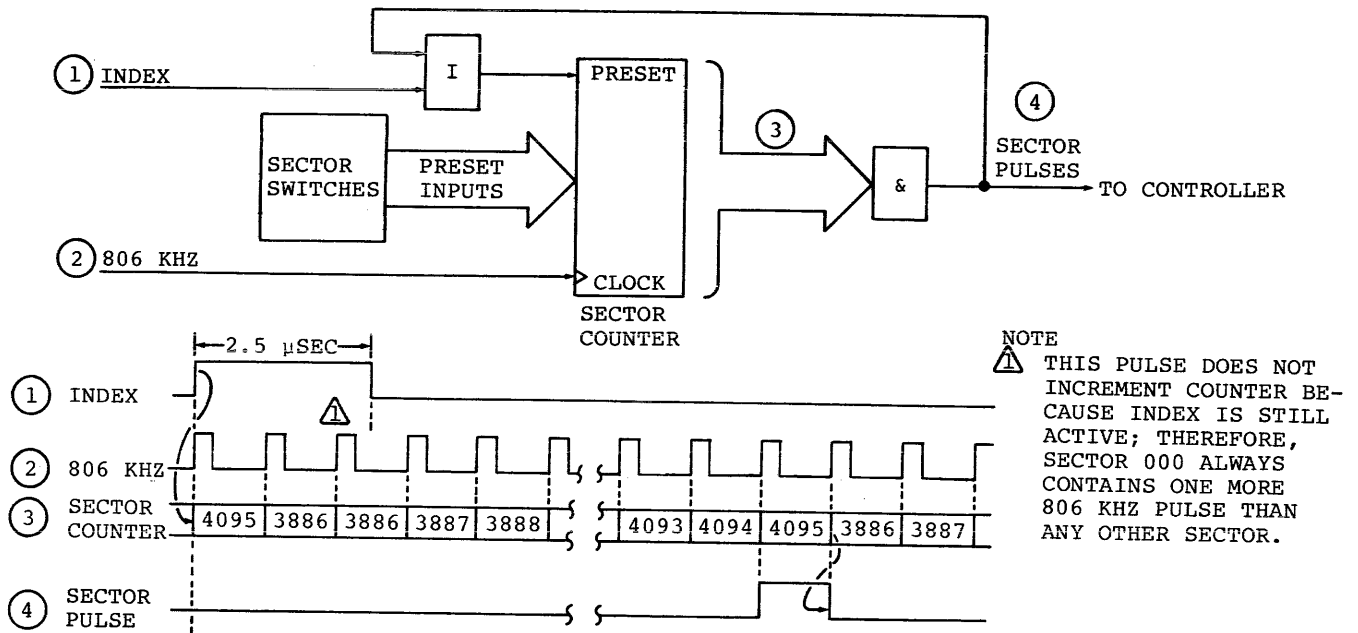 ① INDEX
I
PRESET
SECTOR
SWITCHES
PRESET
INPUTS
③
④
SECTOR
PULSES
&
TO CONTROLLER
② 806 KHZ
CLOCK
SECTOR
COUNTER
2.5 μSEC
① INDEX
1
② 806 KHZ
③ SECTOR
COUNTER
4095 3886 3886 3887 3888 4093 4094 4095 3886 3887
④ SECTOR
PULSE
NOTE
1 THIS PULSE DOES NOT
INCREMENT COUNTER BE-
CAUSE INDEX IS STILL
ACTIVE; THEREFORE,
SECTOR 000 ALWAYS
CONTAINS ONE MORE
806 KHZ PULSE THAN
ANY OTHER SECTOR.